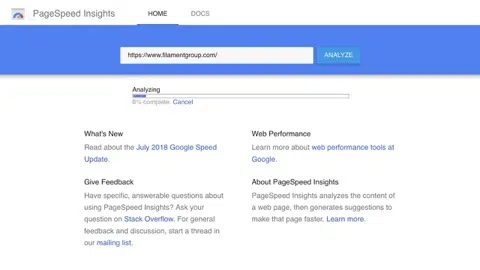 PageSpeed Insights
HOME
DOCS
https://www.filamentgroup.com/
ANALYZE
Analyzing
6% complete. Cancel
What's New
Read about the July 2018 Google Speed
Update.
Web Performance
Learn more about web performance tools at
Google.
Give Feedback
Have specific, answerable questions about
using PageSpeed Insights? Ask your
question on Stack Overflow. For general
feedback and discussion, start a thread in
our mailing list.
About PageSpeed Insights
PageSpeed Insights analyzes the content of
a web page, then generates suggestions to
make that page faster. Learn more.